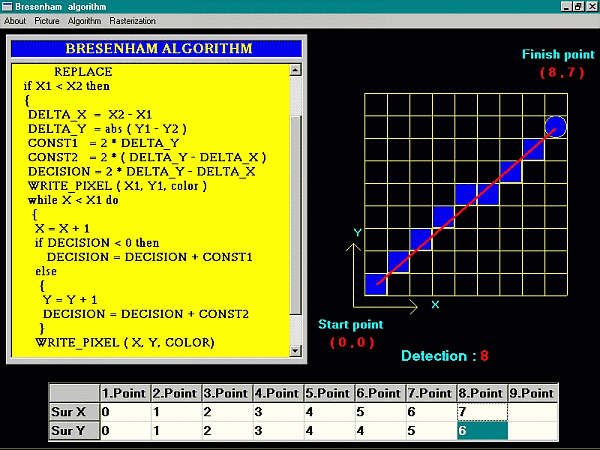 Bresenham algorithm
About Picture Algorithm Rasterization
BRESENHAM ALGORITHM
REPLACE
if X1 < X2 then
{
DELTA_X = X2 - X1
DELTA_Y = abs ( Y1 - Y2 )
CONST1 = 2 * DELTA_Y
CONST2 = 2 * ( DELTA_Y - DELTA_X )
DECISION = 2 * DELTA_Y - DELTA_X
WRITE_PIXEL ( X1, Y1, color )
while X < X1 do
{
X = X + 1
if DECISION < 0 then
DECISION = DECISION + CONST1
else
{
Y = Y + 1
DECISION = DECISION + CONST2
}
WRITE_PIXEL ( X, Y, COLOR)
Finish point
( 8 , 7 )
Y
X
Start point
( 0 , 0 )
Detection : 8
1.Point 2.Point 3.Point 4.Point 5.Point 6.Point 7.Point 8.Point 9.Point
Sur X 0 1 2 3 4 5 6 7
Sur Y 0 1 2 3 4 4 5 6